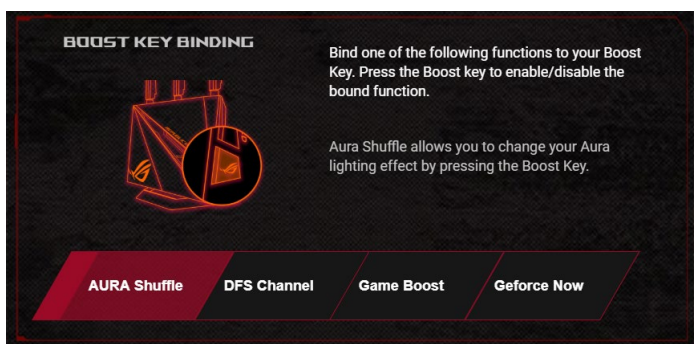 BOOST KEY BINDING
Bind one of the following functions to your Boost
Key. Press the Boost key to enable/disable the
bound function.
Aura Shuffle allows you to change your Aura
lighting effect by pressing the Boost Key.
AURA Shuffle
DFS Channel
Game Boost
Geforce Now